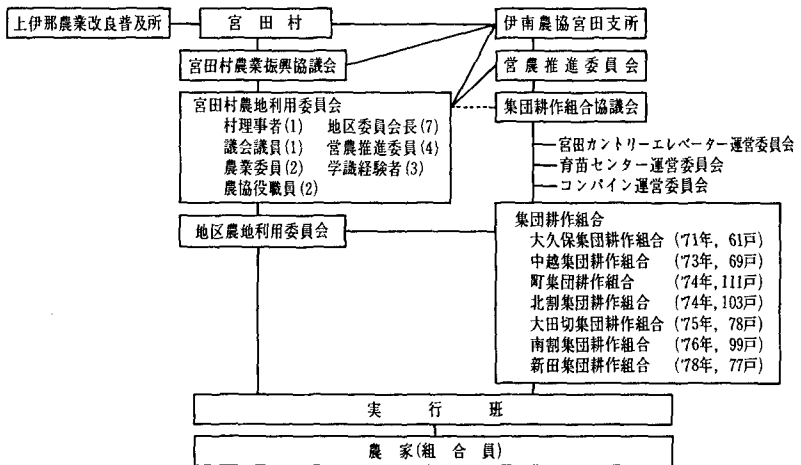 上伊那農業改良普及所
宮田村
伊南農協宮田支所
宮田村農業振興協議会
営農推進委員会
宮田村農地利用委員会
村理事者(1) 地区委員会長(7)
議会議員(1) 営農推進委員(4)
農業委員(2) 学識経験者(3)
農協役職員(2)
集団耕作組合協議会
宮田カントリーエレベーター運営委員会
育苗センター運営委員会
コンバイン運営委員会
地区農地利用委員会
集団耕作組合
大久保集団耕作組合 ('71年, 61戸)
中越集団耕作組合 ('73年, 69戸)
町集団耕作組合 ('74年, 111戸)
北割集団耕作組合 ('74年, 103戸)
大田切集団耕作組合 ('75年, 78戸)
南割集団耕作組合 ('76年, 99戸)
新田集団耕作組合 ('78年, 77戸)
実行班
農家(組合員)